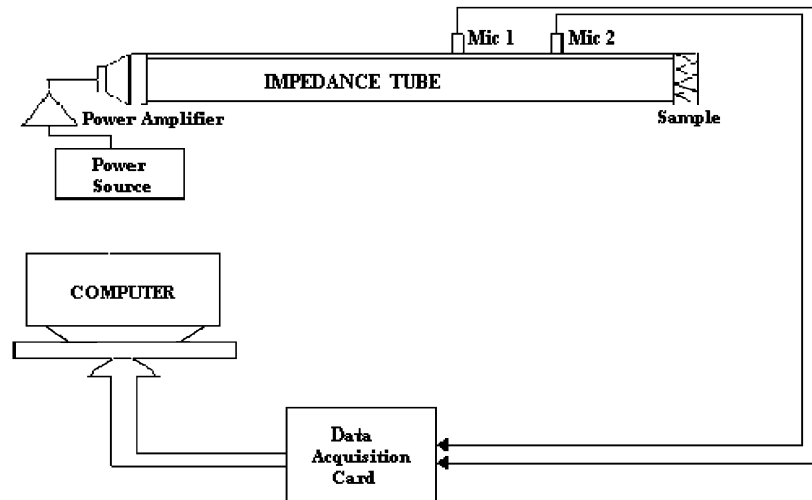 Mic 1
Mic 2
IMPEDANCE TUBE
Power Amplifier
Sample
Power
Source
COMPUTER
Data
Acquisition
Card